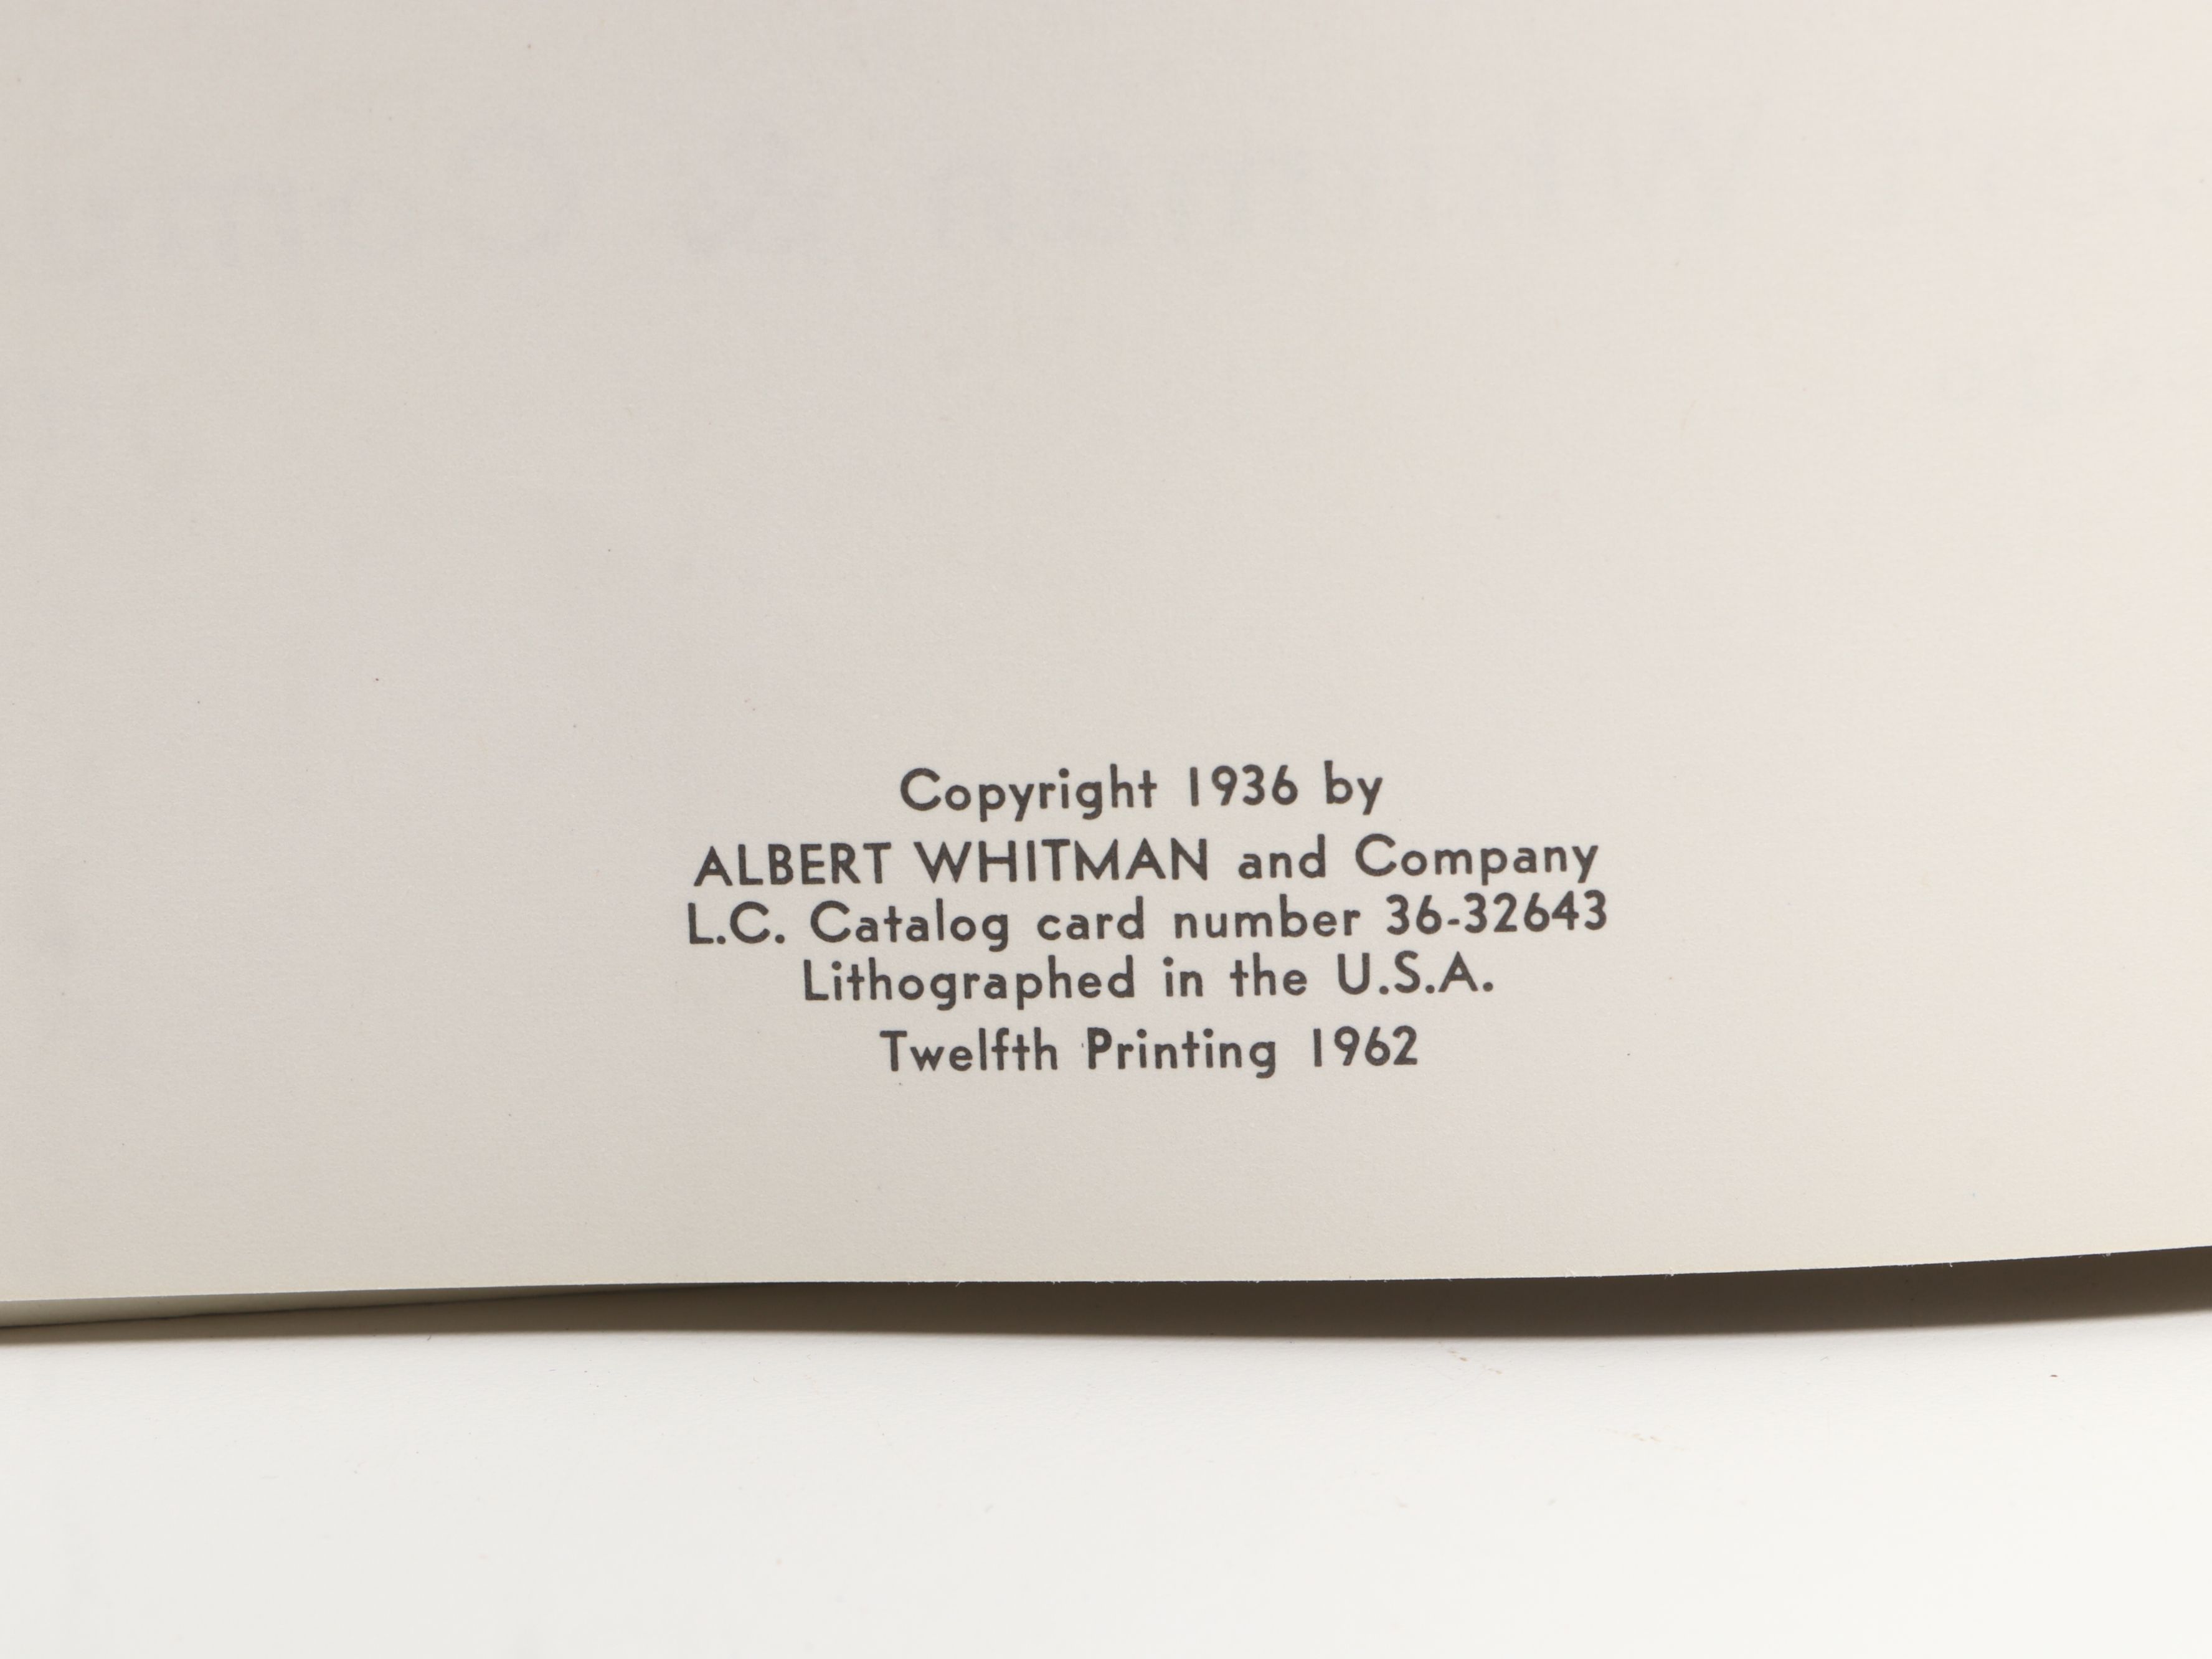 Copyright 1936 by
ALBERT WHITMAN and Company
L.C. Catalog card number 36-32643
Lithographed in the U.S.A.
Twelfth Printing 1962